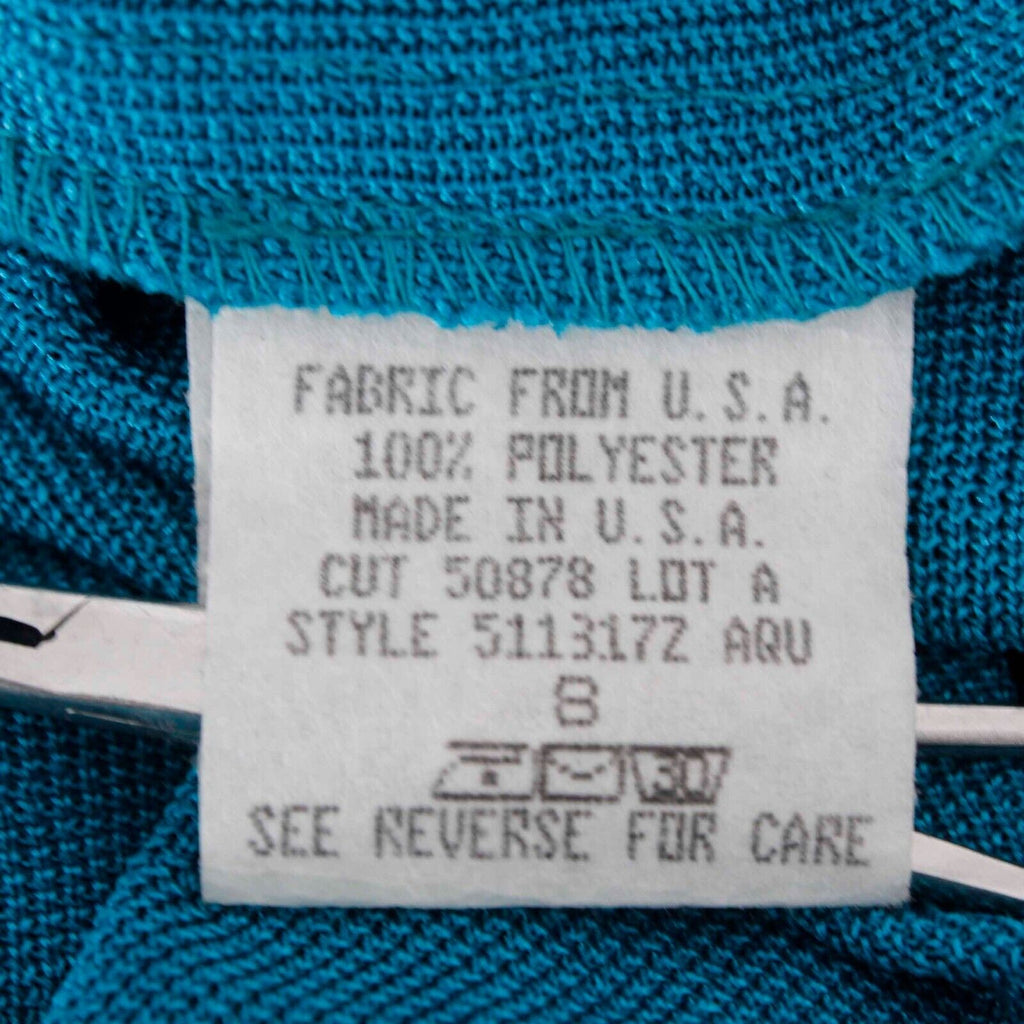 FABRIC FROM U.S.A.
100% POLYESTER
MADE IN U.S.A.
CUT 50878 LOT A
STYLE 511317Z AQU
8
30
SEE REVERSE FOR CARE